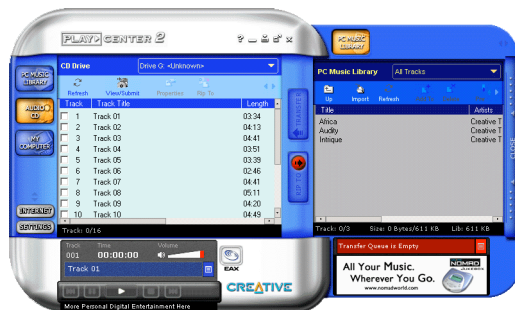 PLAY CENTER 2
PC MUSIC LIBRARY
CD Drive
Drive G: <Unknown>
Refresh View/Submit Properties Rip To
Track Track Title Length
1 Track 01 03:34
2 Track 02 04:13
3 Track 03 04:41
4 Track 04 03:51
5 Track 05 03:39
6 Track 06 02:46
7 Track 07 04:41
8 Track 08 05:11
9 Track 09 04:20
10 Track 10 04:49
Track: 0/16
PC MUSIC LIBRARY
AUDIO CD
MY COMPUTER
INTERNET
SETTINGS
TRANSFER
RIP TO
PC Music Library
All Tracks
Up Import Refresh
Title Artists
Africa Creative T
Audity Creative T
Intrique Creative T
Track: 0/3 Size: 0 Bytes/611 KB Lib: 611 KB
CLOSE
Track Time Volume
001 00:00:00
Track 01
EAX
CREATIVE
More Personal Digital Entertainment Here
Transfer Queue is Empty
All Your Music.
Wherever You Go.
www.nomadworld.com
NOMAD
JUKEBOX